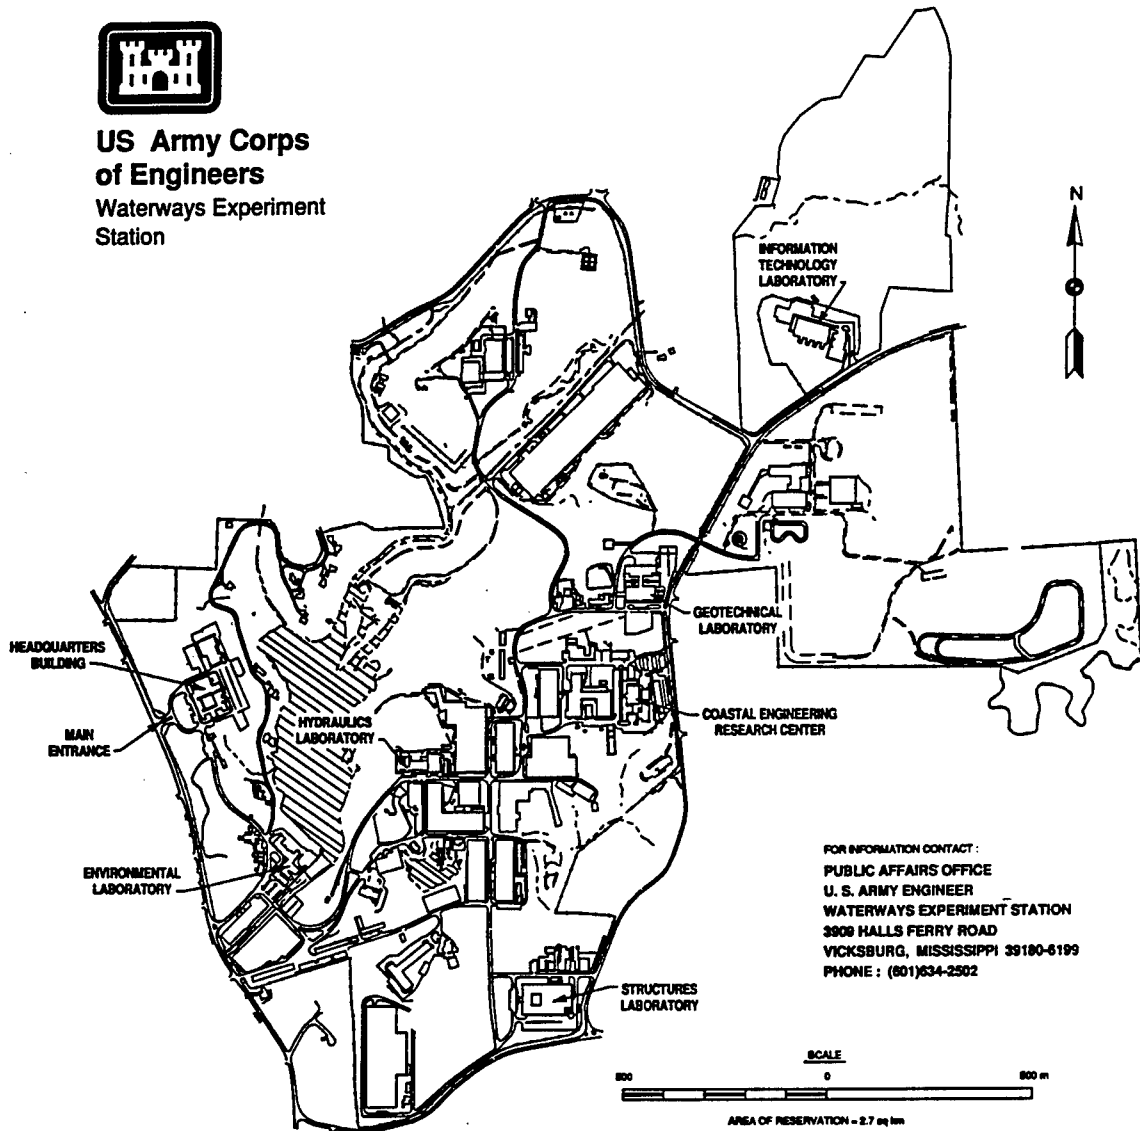 US Army Corps
of Engineers
Waterways Experiment
Station
N
INFORMATION
TECHNOLOGY
LABORATORY
GEOTECHNICAL
LABORATORY
HEADQUARTERS
BUILDING
HYDRAULICS
LABORATORY
COASTAL ENGINEERING
RESEARCH CENTER
MAIN
ENTRANCE
ENVIRONMENTAL
LABORATORY
FOR INFORMATION CONTACT :
PUBLIC AFFAIRS OFFICE
U. S. ARMY ENGINEER
WATERWAYS EXPERIMENT STATION
3909 HALLS FERRY ROAD
VICKSBURG, MISSISSIPPI 39180-6199
PHONE : (601)634-2502
STRUCTURES
LABORATORY
SCALE
500 0 500 m
AREA OF RESERVATION = 2.7 sq km